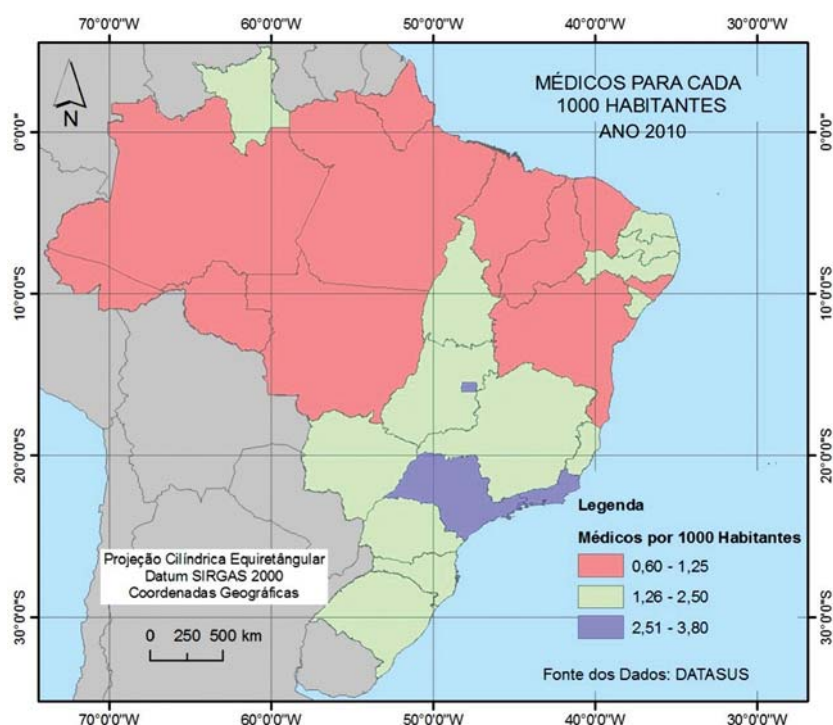 70°0'0"W 60°0'0"W 50°0'0"W 40°0'0"W 30°0'0"W
MÉDICOS PARA CADA
1000 HABITANTES
ANO 2010
N
0°0'0" 0°0'0"
10°0'0"S 10°0'0"S
20°0'0"S 20°0'0"S
30°0'0"S 30°0'0"S
Legenda
Médicos por 1000 Habitantes
0,60 - 1,25
1,26 - 2,50
2,51 - 3,80
Projeção Cilíndrica Equiretângular
Datum SIRGAS 2000
Coordenadas Geográficas
0 250 500 km
Fonte dos Dados: DATASUS
70°0'0"W 60°0'0"W 50°0'0"W 40°0'0"W 30°0'0"W